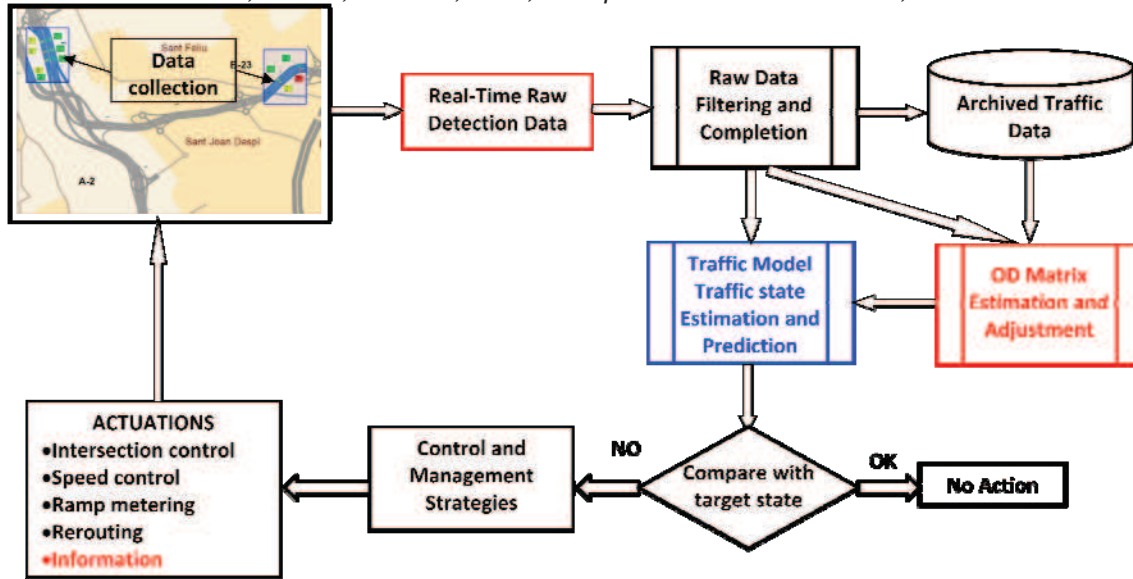 Sant Feliu
Data
collection
E-23
Sant Joan Despí
A-2
Real-Time Raw
Detection Data
Raw Data
Filtering and
Completion
Archived Traffic
Data
Traffic Model
Traffic state
Estimation and
Prediction
OD Matrix
Estimation and
Adjustment
ACTUATIONS
•Intersection control
•Speed control
•Ramp metering
•Rerouting
•Information
Control and
Management
Strategies
NO
Compare with
target state
OK
No Action